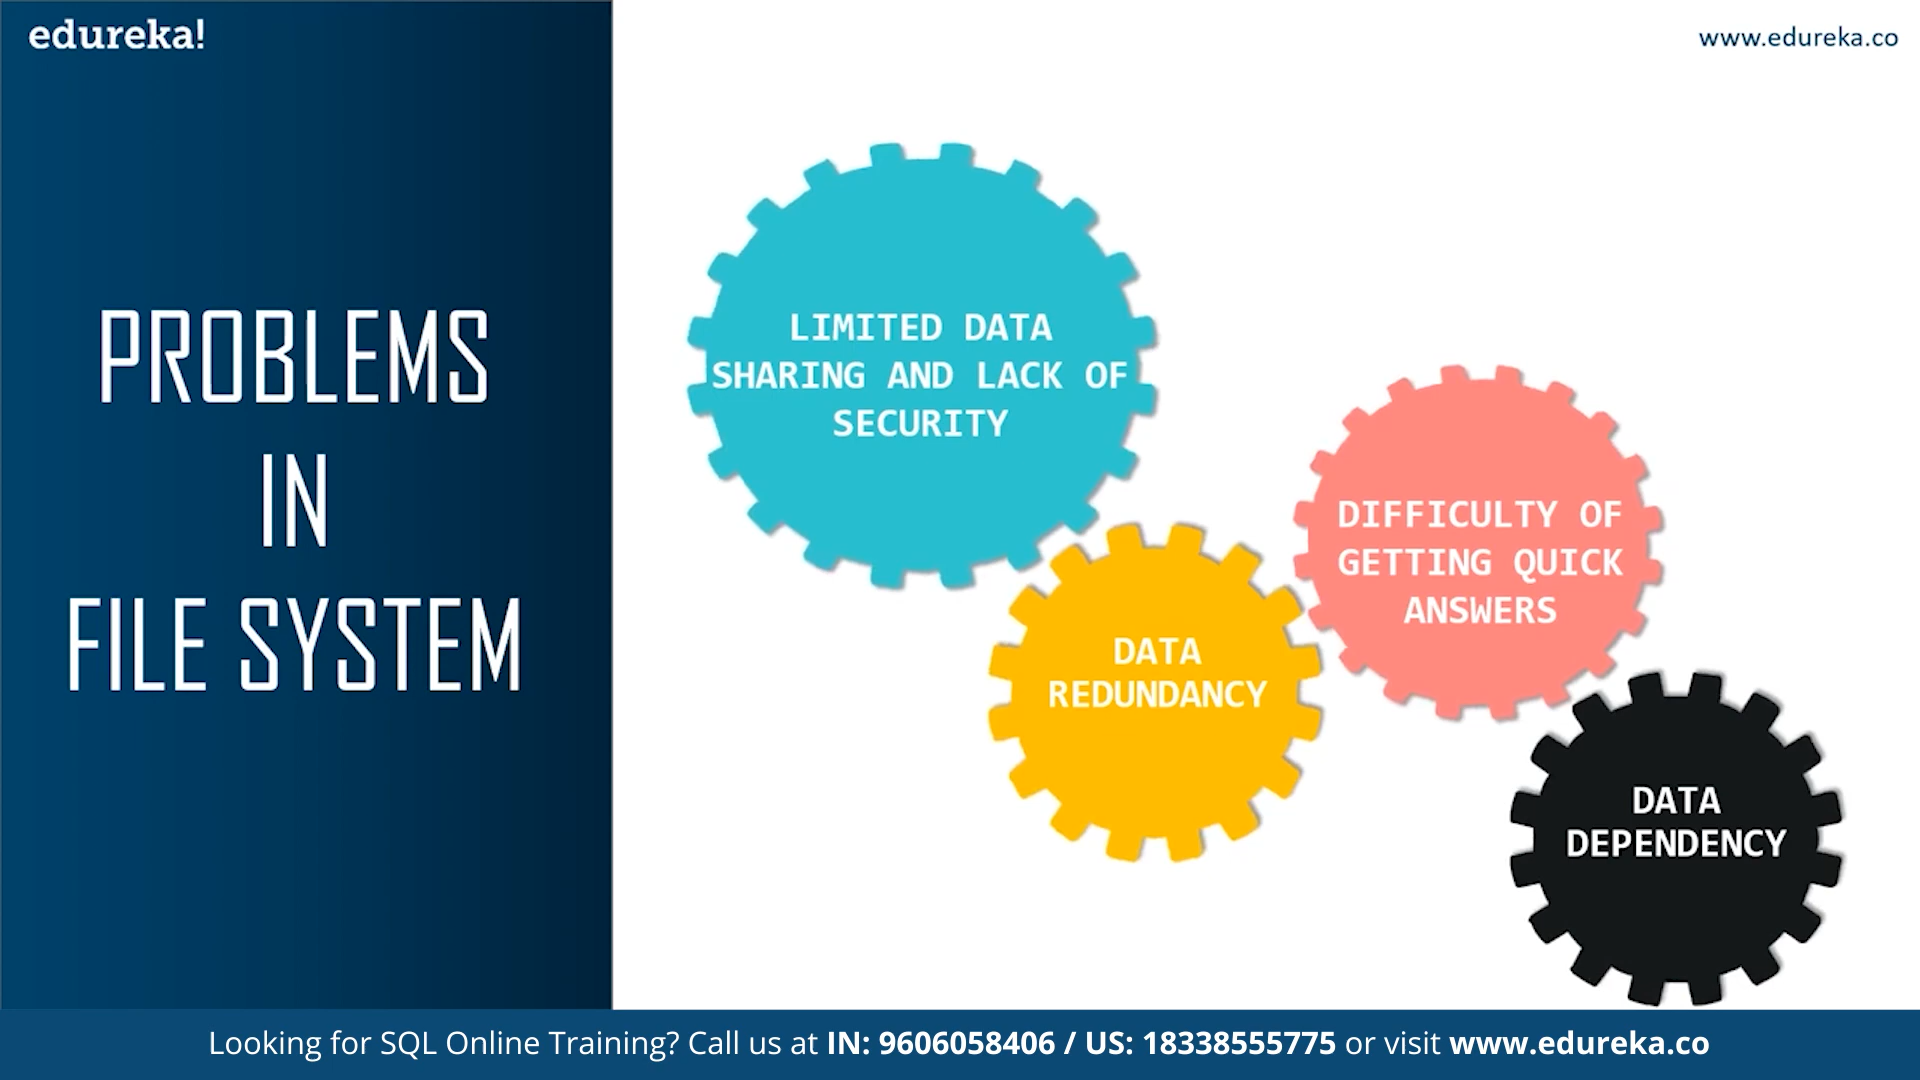 edureka!
www.edureka.co
PROBLEMS
IN
FILE SYSTEM
LIMITED DATA
SHARING AND LACK OF
SECURITY
DATA
REDUNDANCY
DIFFICULTY OF
GETTING QUICK
ANSWERS
DATA
DEPENDENCY
Looking for SQL Online Training? Call us at IN: 9606058406 / US: 18338555775 or visit www.edureka.co